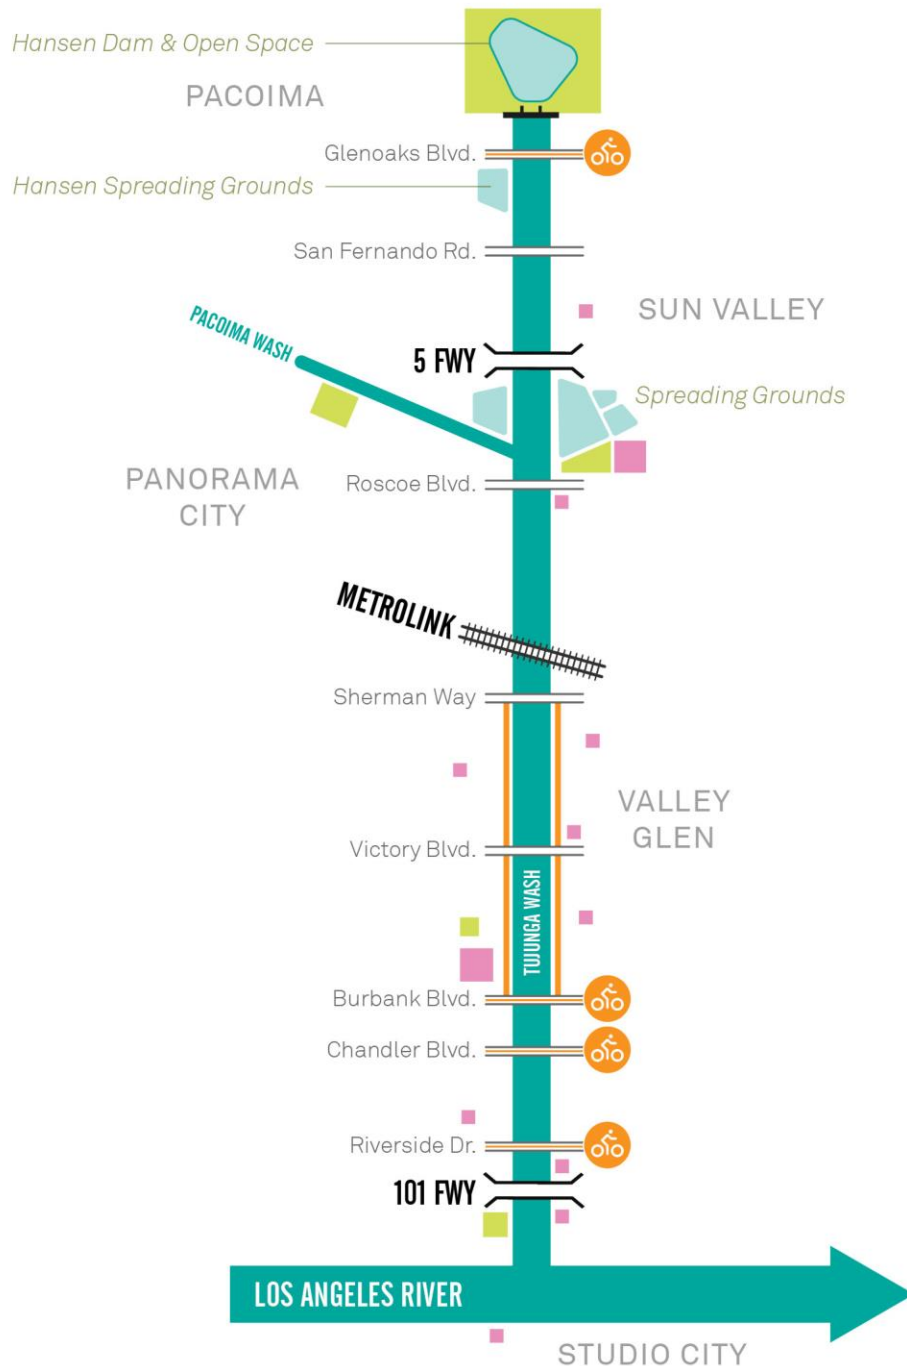 Hansen Dam & Open Space
PACOIMA
Glenoaks Blvd.
Hansen Spreading Grounds
San Fernando Rd.
SUN VALLEY
PACOIMA WASH
5 FWY
Spreading Grounds
PANORAMA
CITY
Roscoe Blvd.
METROLINK
Sherman Way
VALLEY
GLEN
Victory Blvd.
TUJUNGA WASH
Burbank Blvd.
Chandler Blvd.
Riverside Dr.
101 FWY
LOS ANGELES RIVER
STUDIO CITY